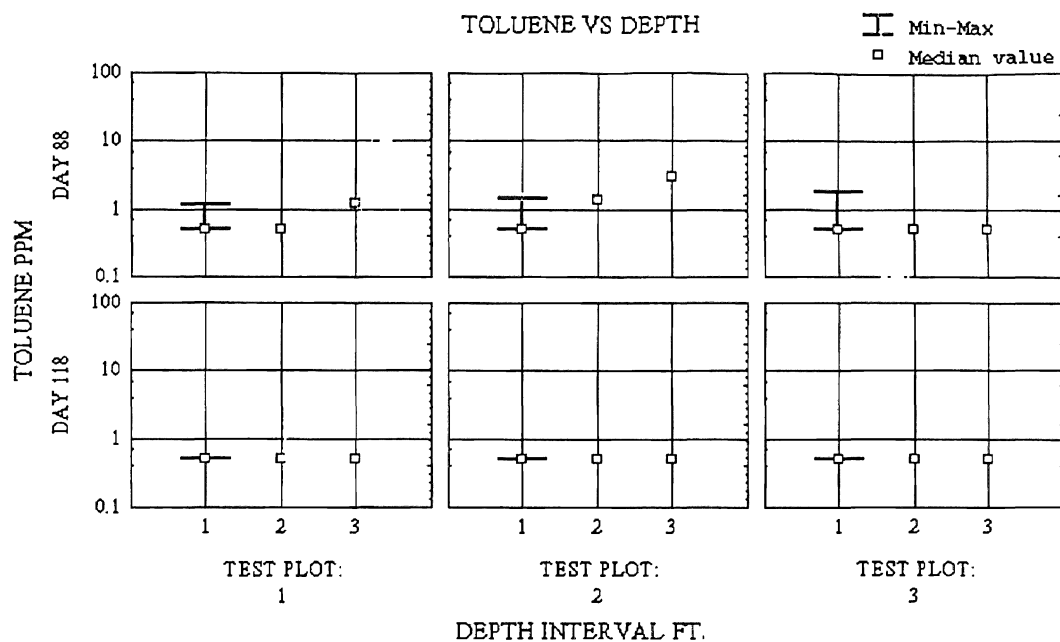 TOLUENE VS DEPTH
Min-Max
Median value
TOLUENE PPM
DAY 88
100
10
1
0.1
DAY 118
100
10
1
0.1
1 2 3 1 2 3 1 2 3
TEST PLOT: TEST PLOT: TEST PLOT:
1 2 3
DEPTH INTERVAL FT.